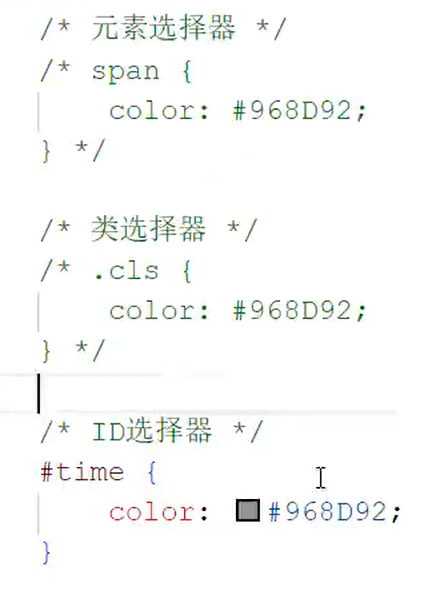 /* 元素选择器 */
/* span {
    color: #968D92;
} */
/* 类选择器 */
/* .cls {
    color: #968D92;
} */
/* ID选择器 */
#time {
    color: #968D92;
}